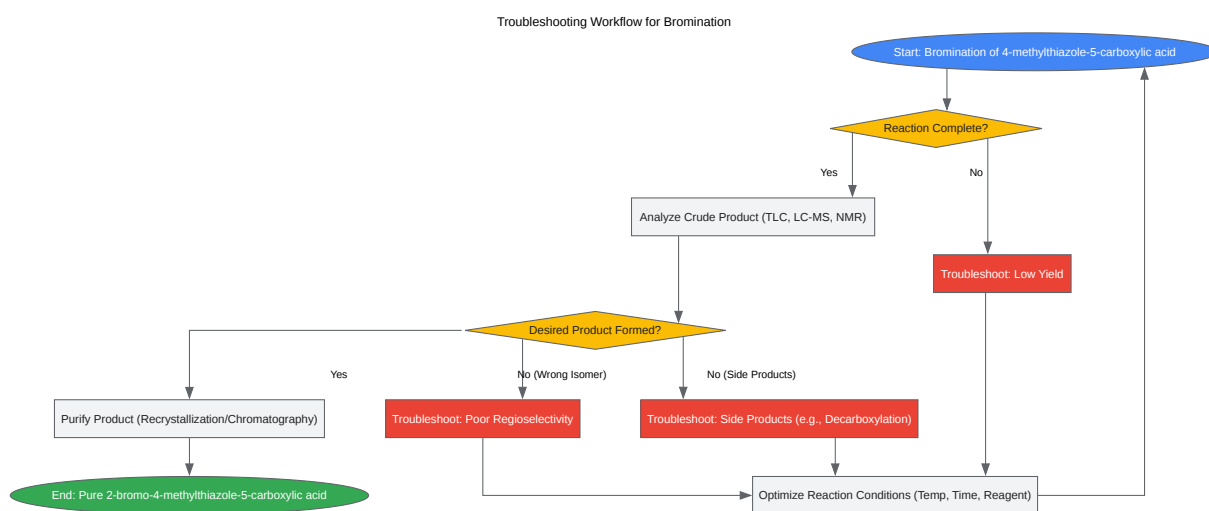 Troubleshooting Workflow for Bromination
Start: Bromination of 4-methylthiazole-5-carboxylic acid
Reaction Complete?
Yes
No
Analyze Crude Product (TLC, LC-MS, NMR)
Troubleshoot: Low Yield
Desired Product Formed?
Yes
No (Wrong Isomer)
No (Side Products)
Purify Product (Recrystallization/Chromatography)
Troubleshoot: Poor Regioselectivity
Troubleshoot: Side Products (e.g., Decarboxylation)
End: Pure 2-bromo-4-methylthiazole-5-carboxylic acid
Optimize Reaction Conditions (Temp, Time, Reagent)